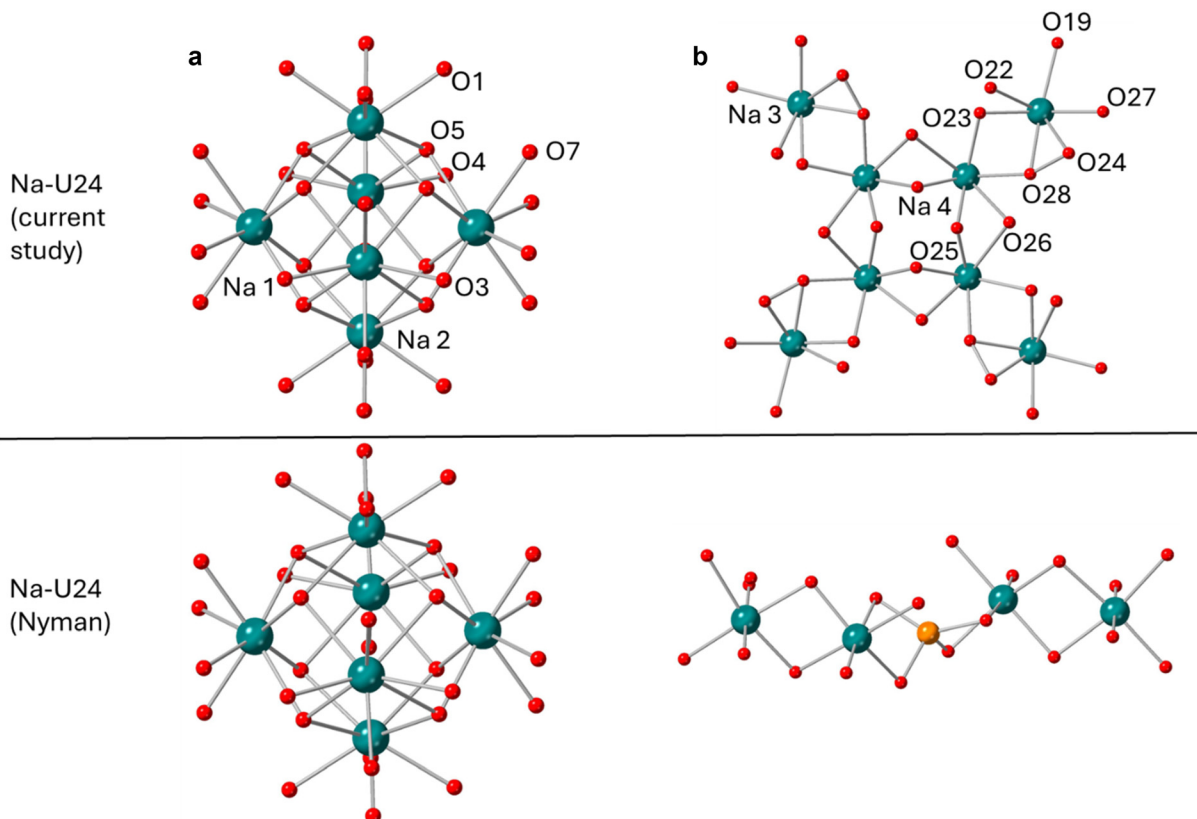 a
b
O19
O1
O22
O27
Na 3
O23
O5
O4
O7
O24
Na-U24
(current
study)
O28
Na 4
O26
O25
Na 1
O3
Na 2
Na-U24
(Nyman)